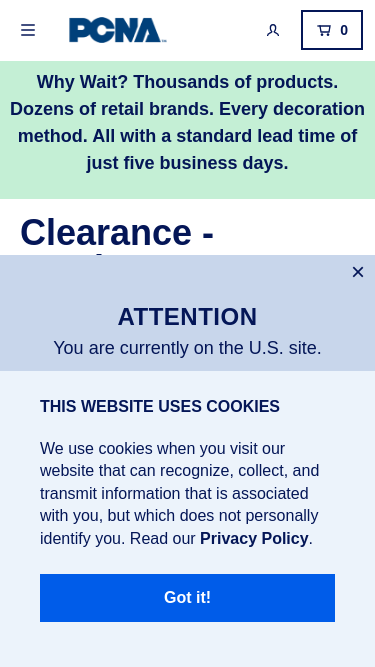 PCNA
0
Why Wait? Thousands of products.
Dozens of retail brands. Every decoration
method. All with a standard lead time of
just five business days.
Clearance -
ATTENTION
You are currently on the U.S. site.
THIS WEBSITE USES COOKIES
We use cookies when you visit our
website that can recognize, collect, and
transmit information that is associated
with you, but which does not personally
identify you. Read our Privacy Policy.
Got it!